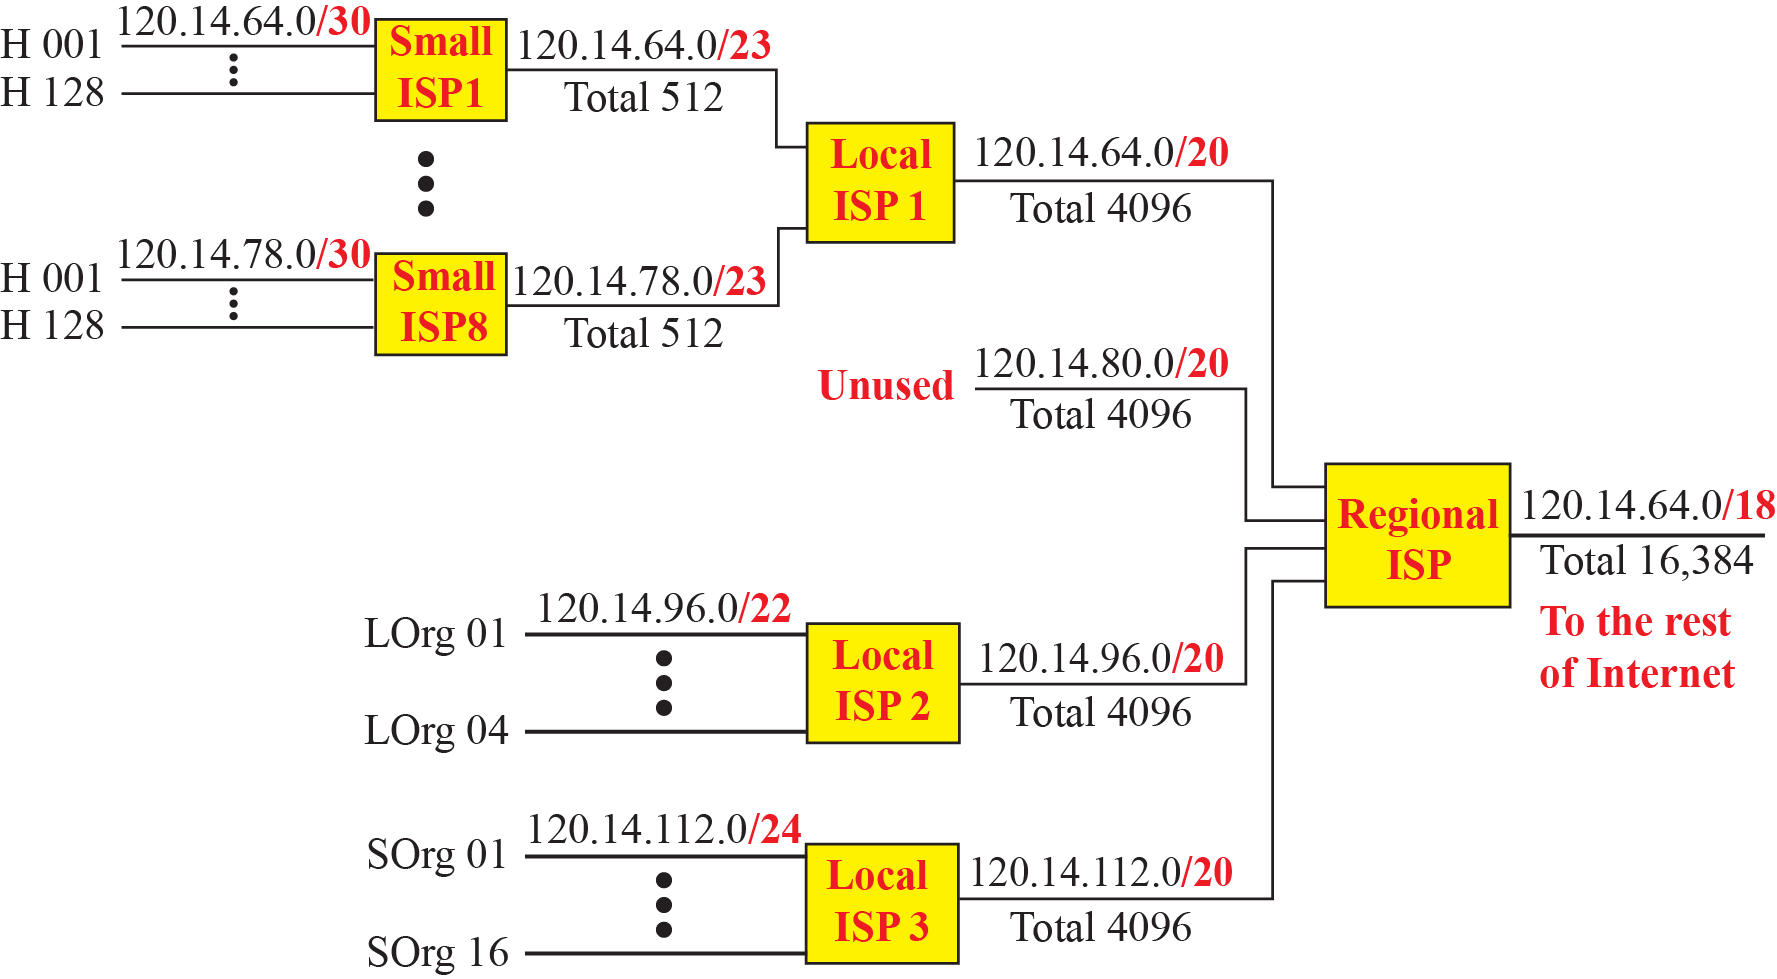 H 001
120.14.64.0/30
H 128
Small
ISP1
120.14.64.0/23
Total 512
H 001
120.14.78.0/30
H 128
Small
ISP8
120.14.78.0/23
Total 512
Local
ISP 1
120.14.64.0/20
Total 4096
Unused
120.14.80.0/20
Total 4096
LOrg 01
120.14.96.0/22
LOrg 04
Local
ISP 2
120.14.96.0/20
Total 4096
SOrg 01
120.14.112.0/24
SOrg 16
Local
ISP 3
120.14.112.0/20
Total 4096
Regional
ISP
120.14.64.0/18
Total 16,384
To the rest
of Internet